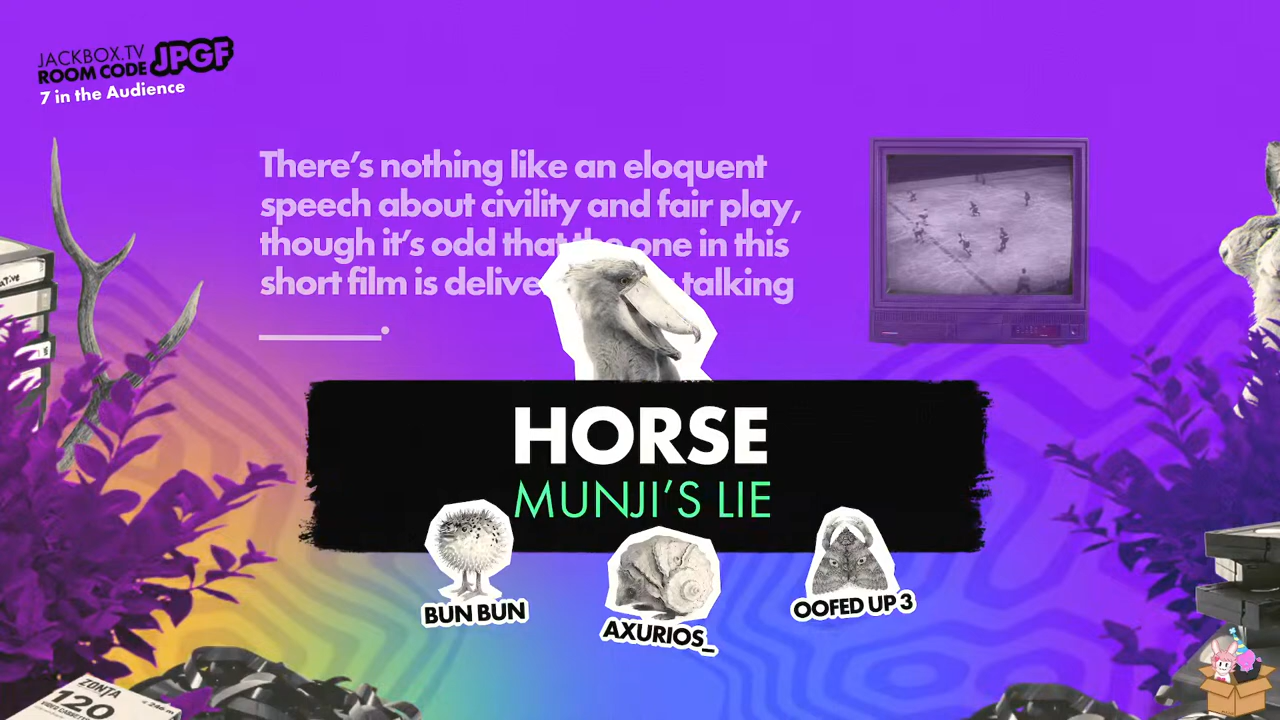 JACKBOX.TV
ROOM CODE JPGF
7 in the Audience
There's nothing like an eloquent
speech about civility and fair play,
though it's odd that the one in this
short film is talking
HORSE
MUNJI'S LIE
BUN BUN
AXURIOS_
OOFED UP 3
ZONTA
120